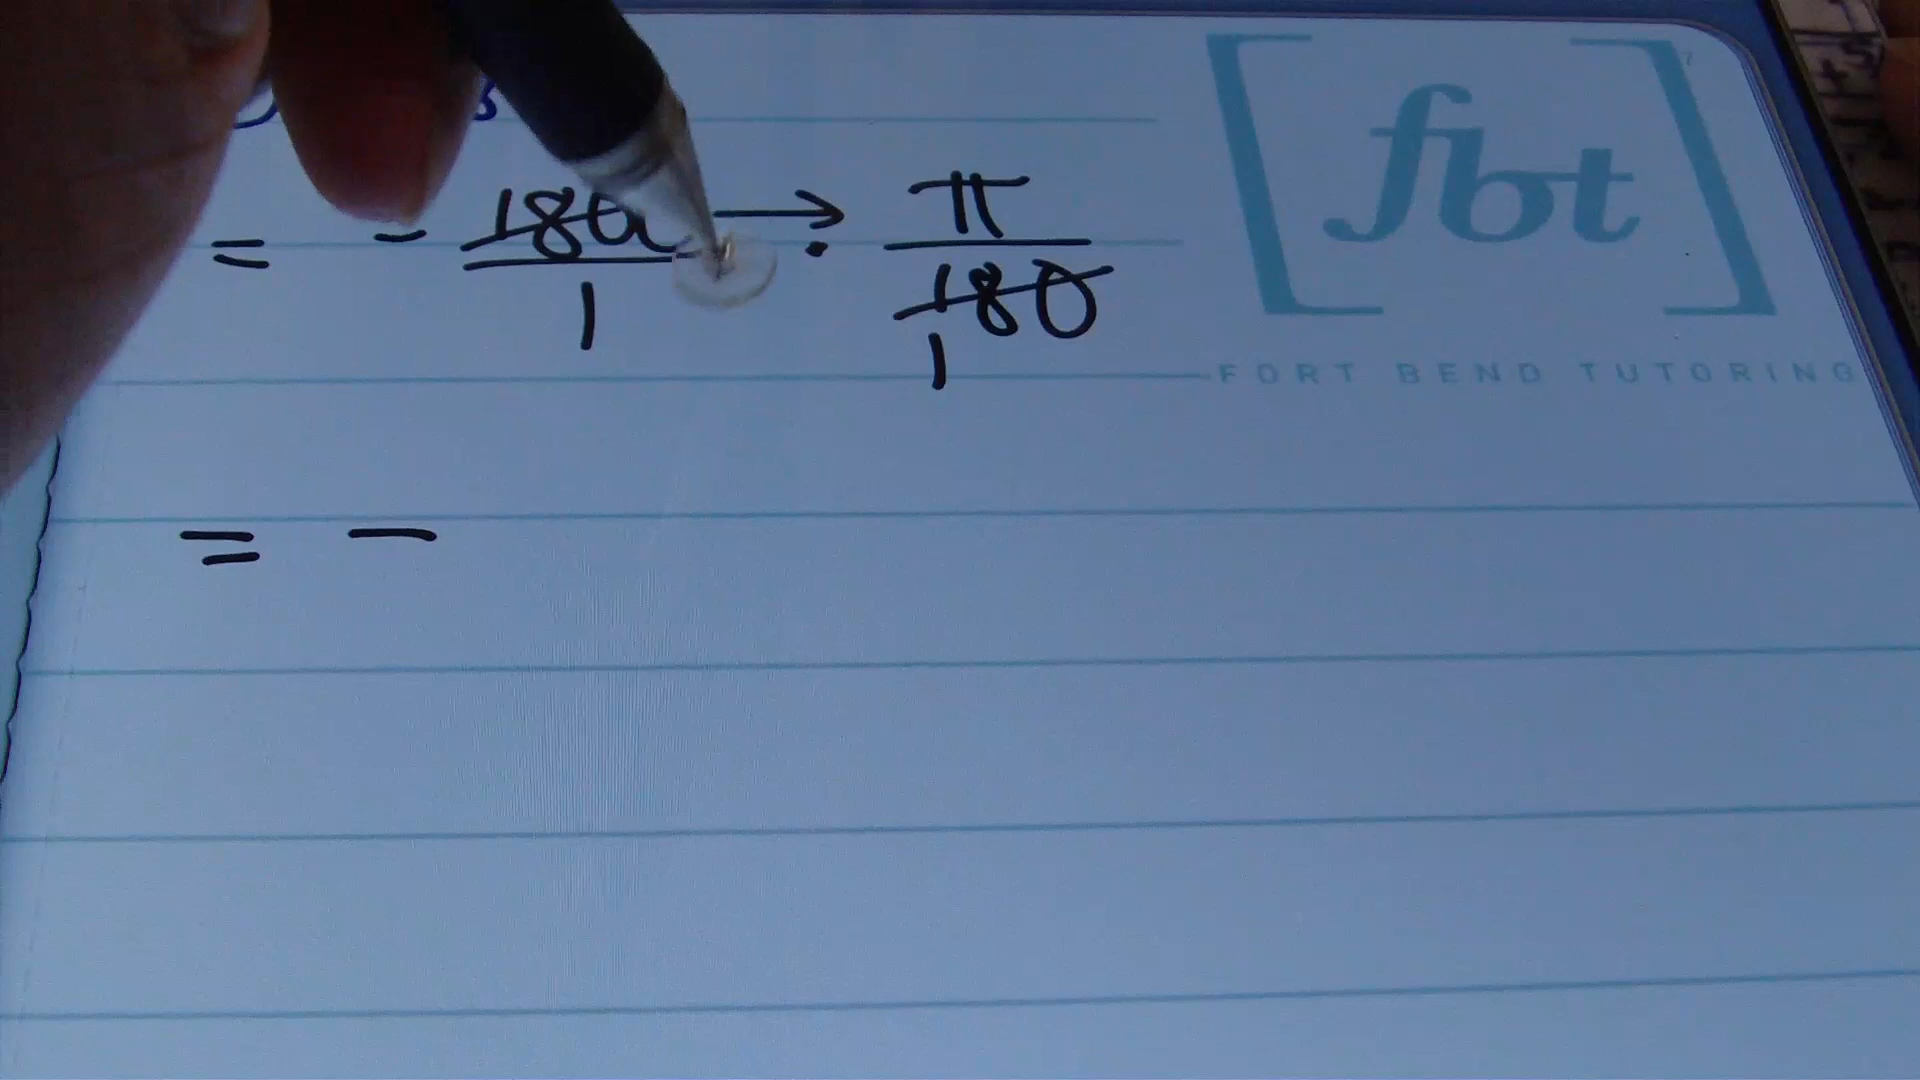 = - 180/1 · π/180
1
= -
[fbt]
FORT BEND TUTORING